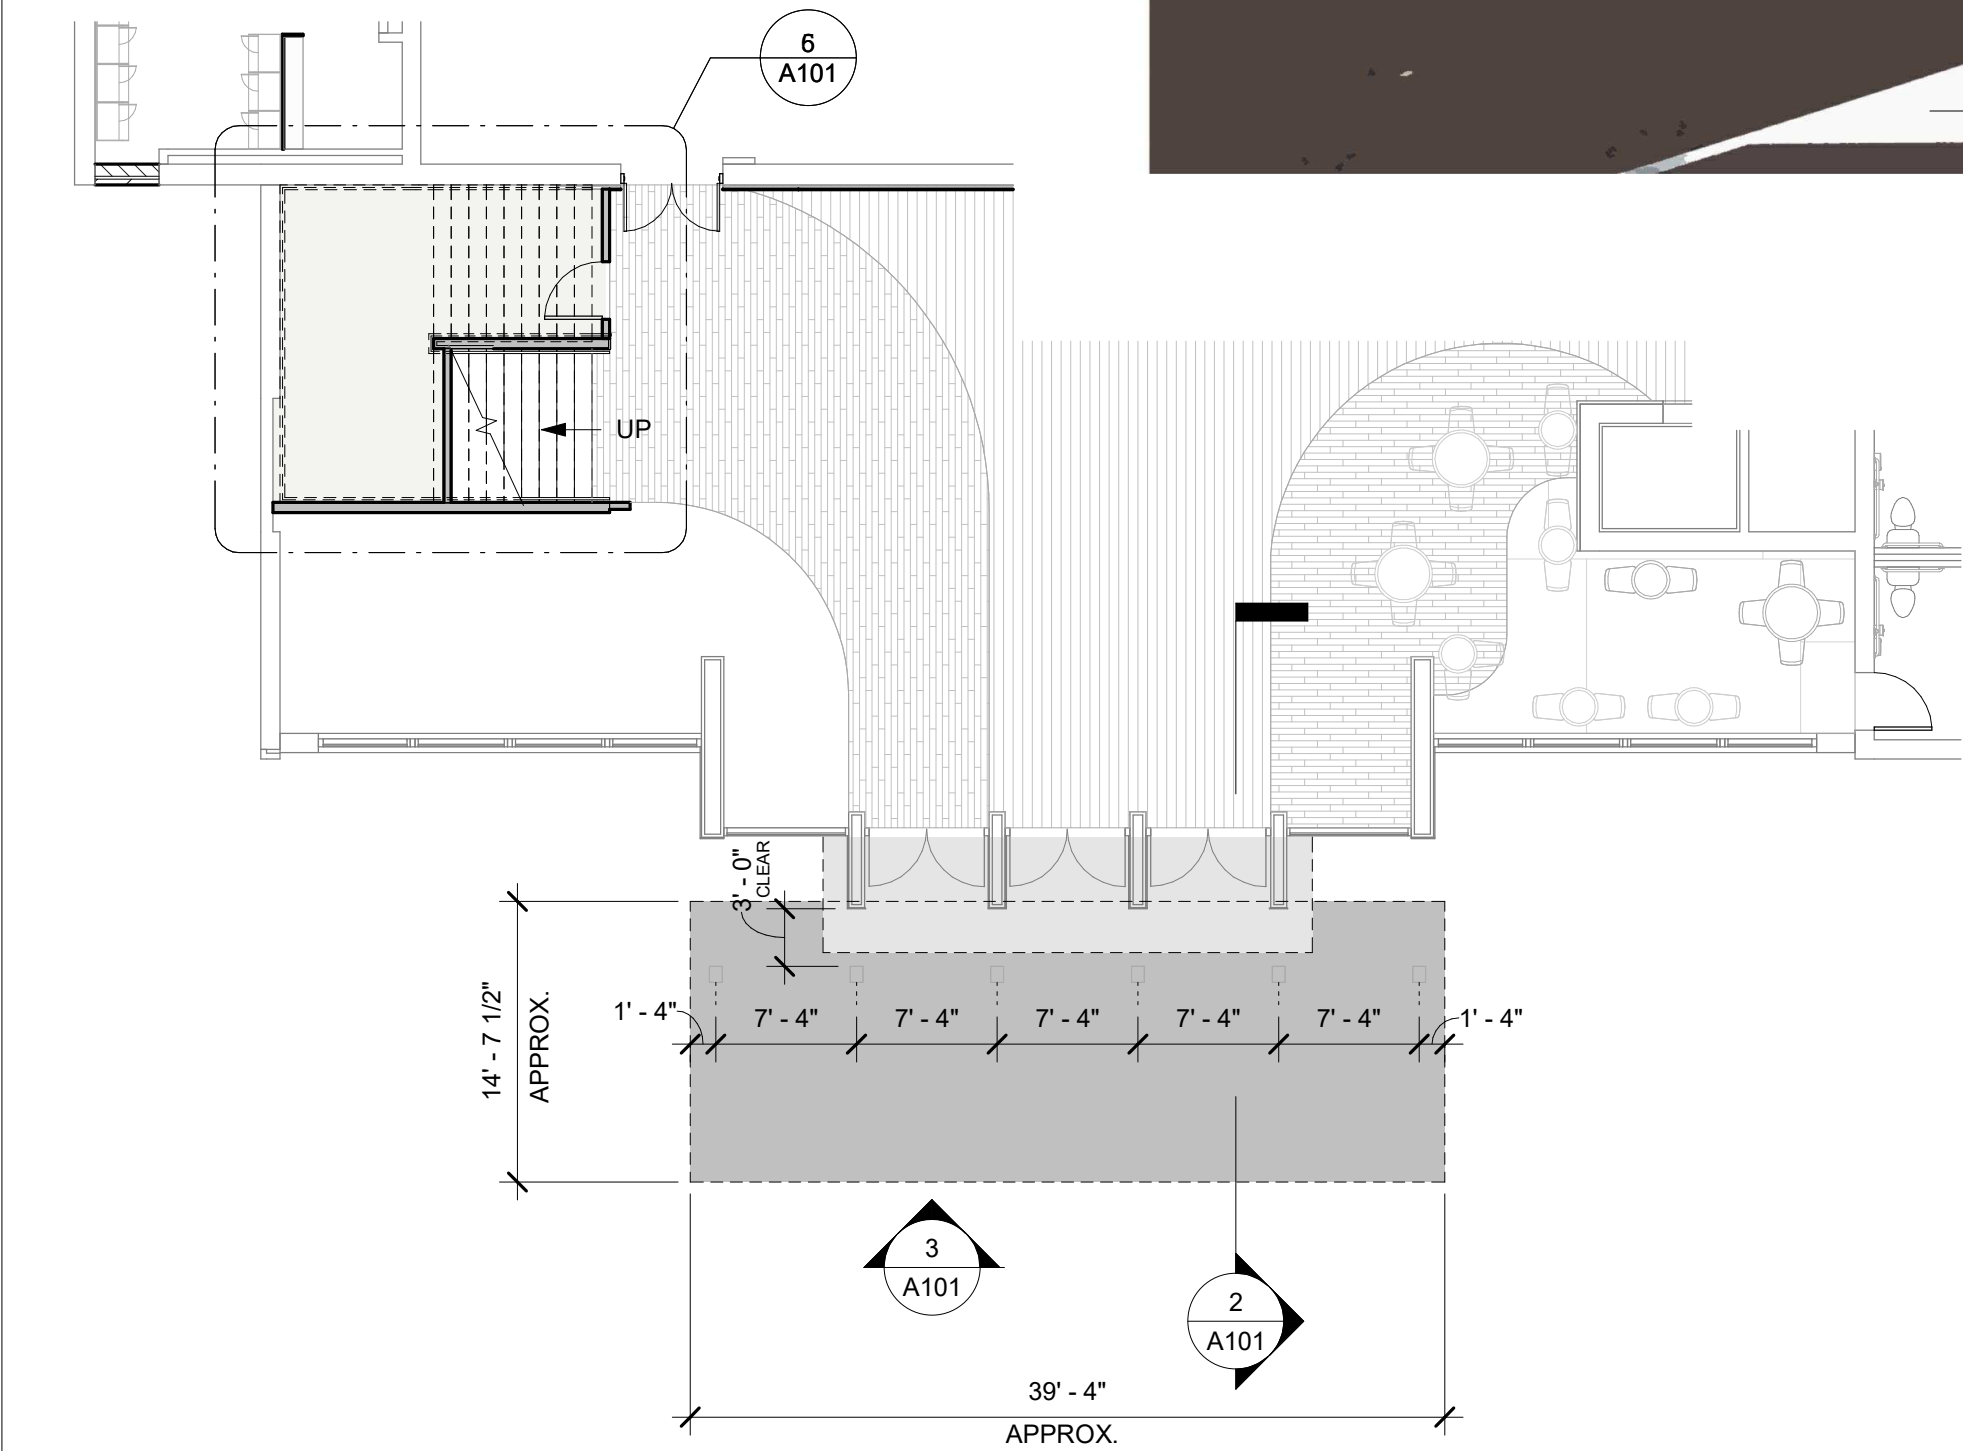 6
A101
UP
3' - 0"
CLEAR
14' - 7 1/2"
APPROX.
1' - 4"
7' - 4"
7' - 4"
7' - 4"
7' - 4"
7' - 4"
1' - 4"
3
A101
2
A101
39' - 4"
APPROX.